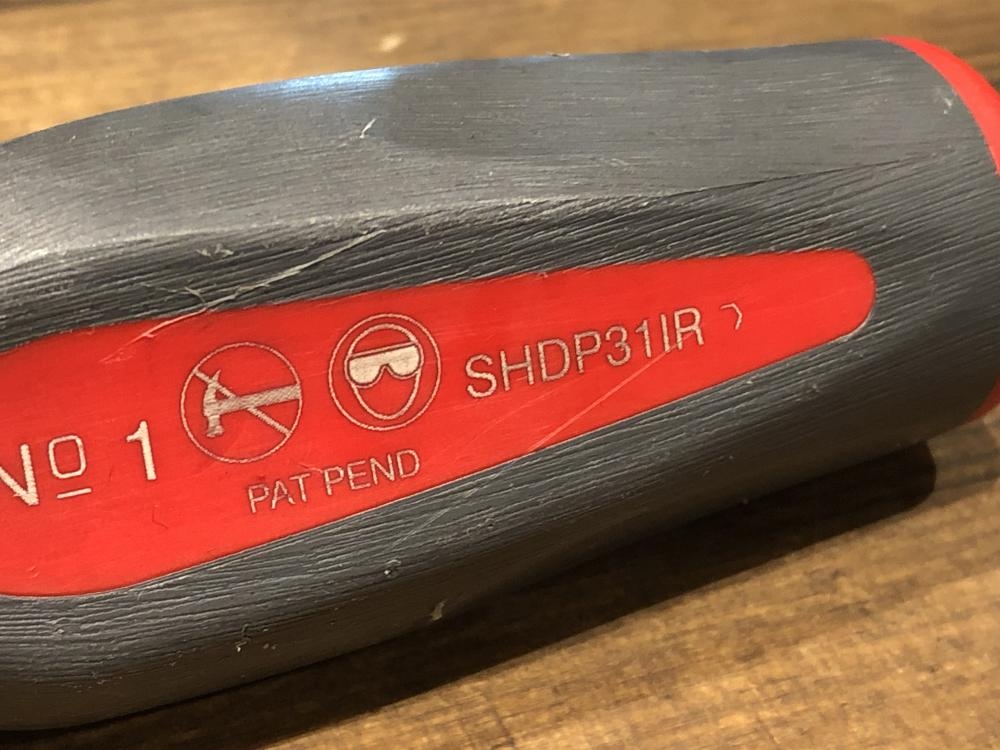 Nº 1 SHDP31IR
PAT PEND